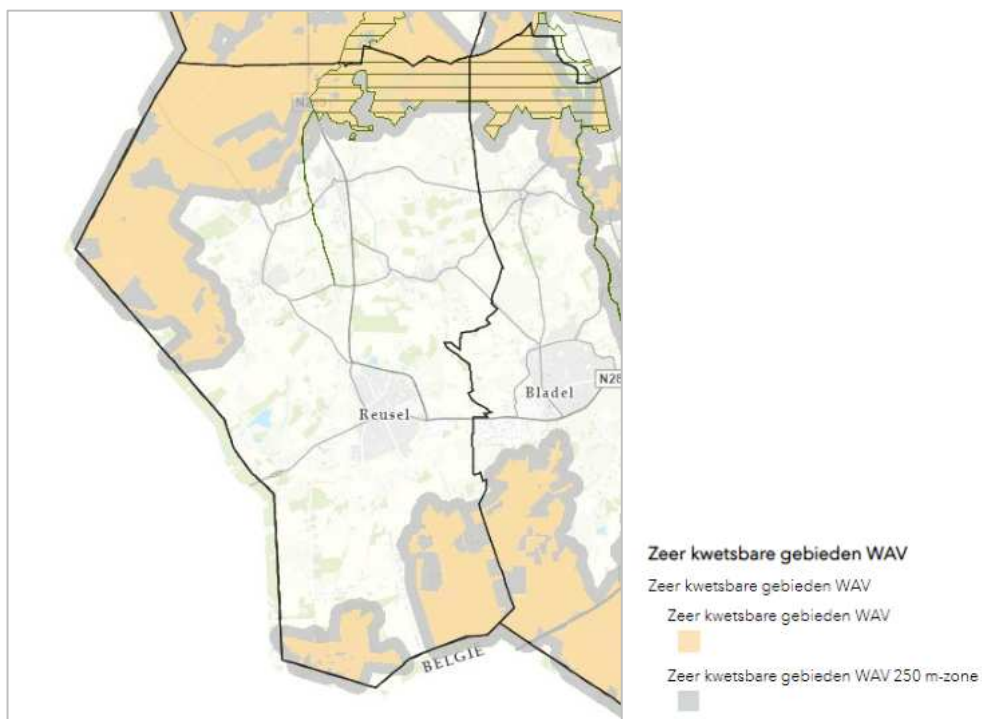 Reusel
Bladel
N28
BELGIE
Zeer kwetsbare gebieden WAV
Zeer kwetsbare gebieden WAV
Zeer kwetsbare gebieden WAV
Zeer kwetsbare gebieden WAV 250 m-zone